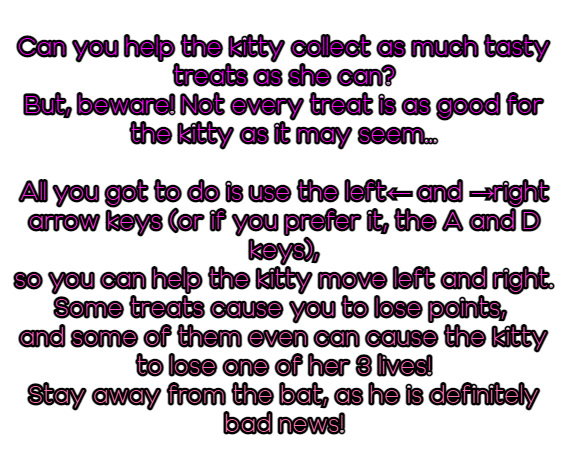 Can you help the kitty collect as much tasty
treats as she can?
But, beware! Not every treat is as good for
the kitty as it may seem...
All you got to do is use the left← and →right
arrow keys (or if you prefer it, the A and D
keys),
so you can help the kitty move left and right.
Some treats cause you to lose points,
and some of them even can cause the kitty
to lose one of her 3 lives!
Stay away from the bat, as he is definitely
bad news!